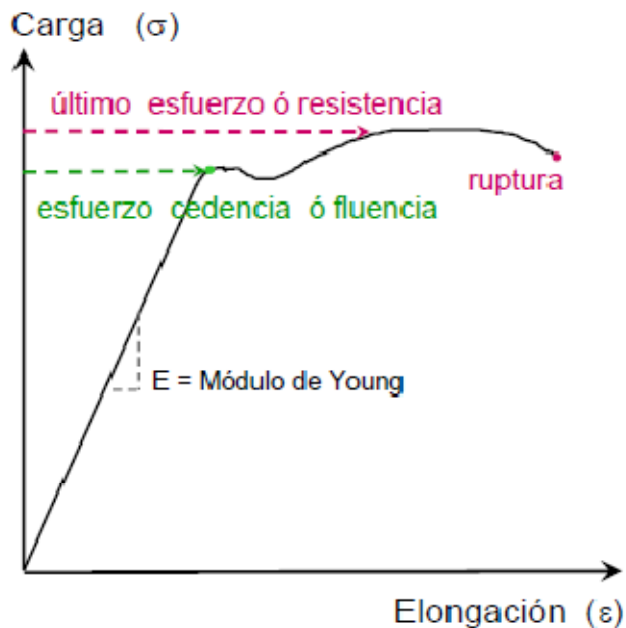 Carga (σ)
último esfuerzo ó resistencia
ruptura
esfuerzo cedencia ó fluencia
E = Módulo de Young
Elongación (ε)